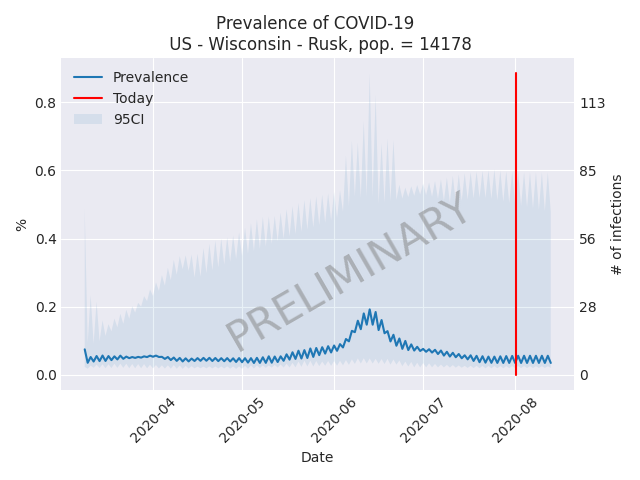 Prevalence of COVID-19
US - Wisconsin - Rusk, pop. = 14178
Prevalence
Today
95CI
0.8
0.6
0.4
0.2
0.0
%
113
85
56
28
0
# of infections
PRELIMINARY
2020-04
2020-05
2020-06
2020-07
2020-08
Date